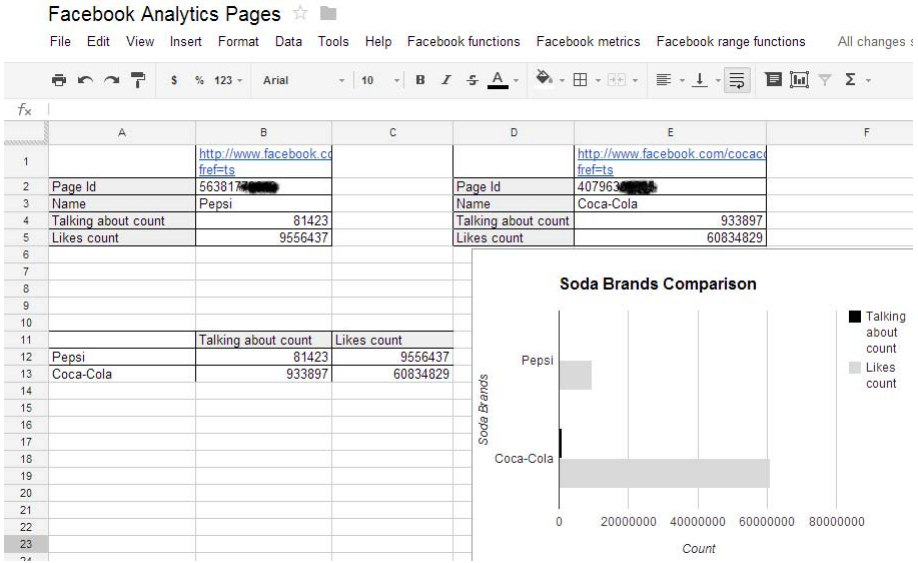 Facebook Analytics Pages
File Edit View Insert Format Data Tools Help Facebook functions Facebook metrics Facebook range functions All changes
$ % 123 Arial 10 B I S A Σ
fx
A B C D E F
1 http://www.facebook.co http://www.facebook.com/cocaco
fref=ts fref=ts
2 Page Id 563817 Page Id 407963
3 Name Pepsi Name Coca-Cola
4 Talking about count 81423 Talking about count 933897
5 Likes count 9556437 Likes count 60834829
6
7
8
9
10
11 Talking about count Likes count
12 Pepsi 81423 9556437
13 Coca-Cola 933897 60834829
14
15
16
17
18
19
20
21
22
23
24
Soda Brands Comparison
Talking
about
count
Likes
count
Pepsi
Coca-Cola
Soda Brands
0 20000000 40000000 60000000 80000000
Count